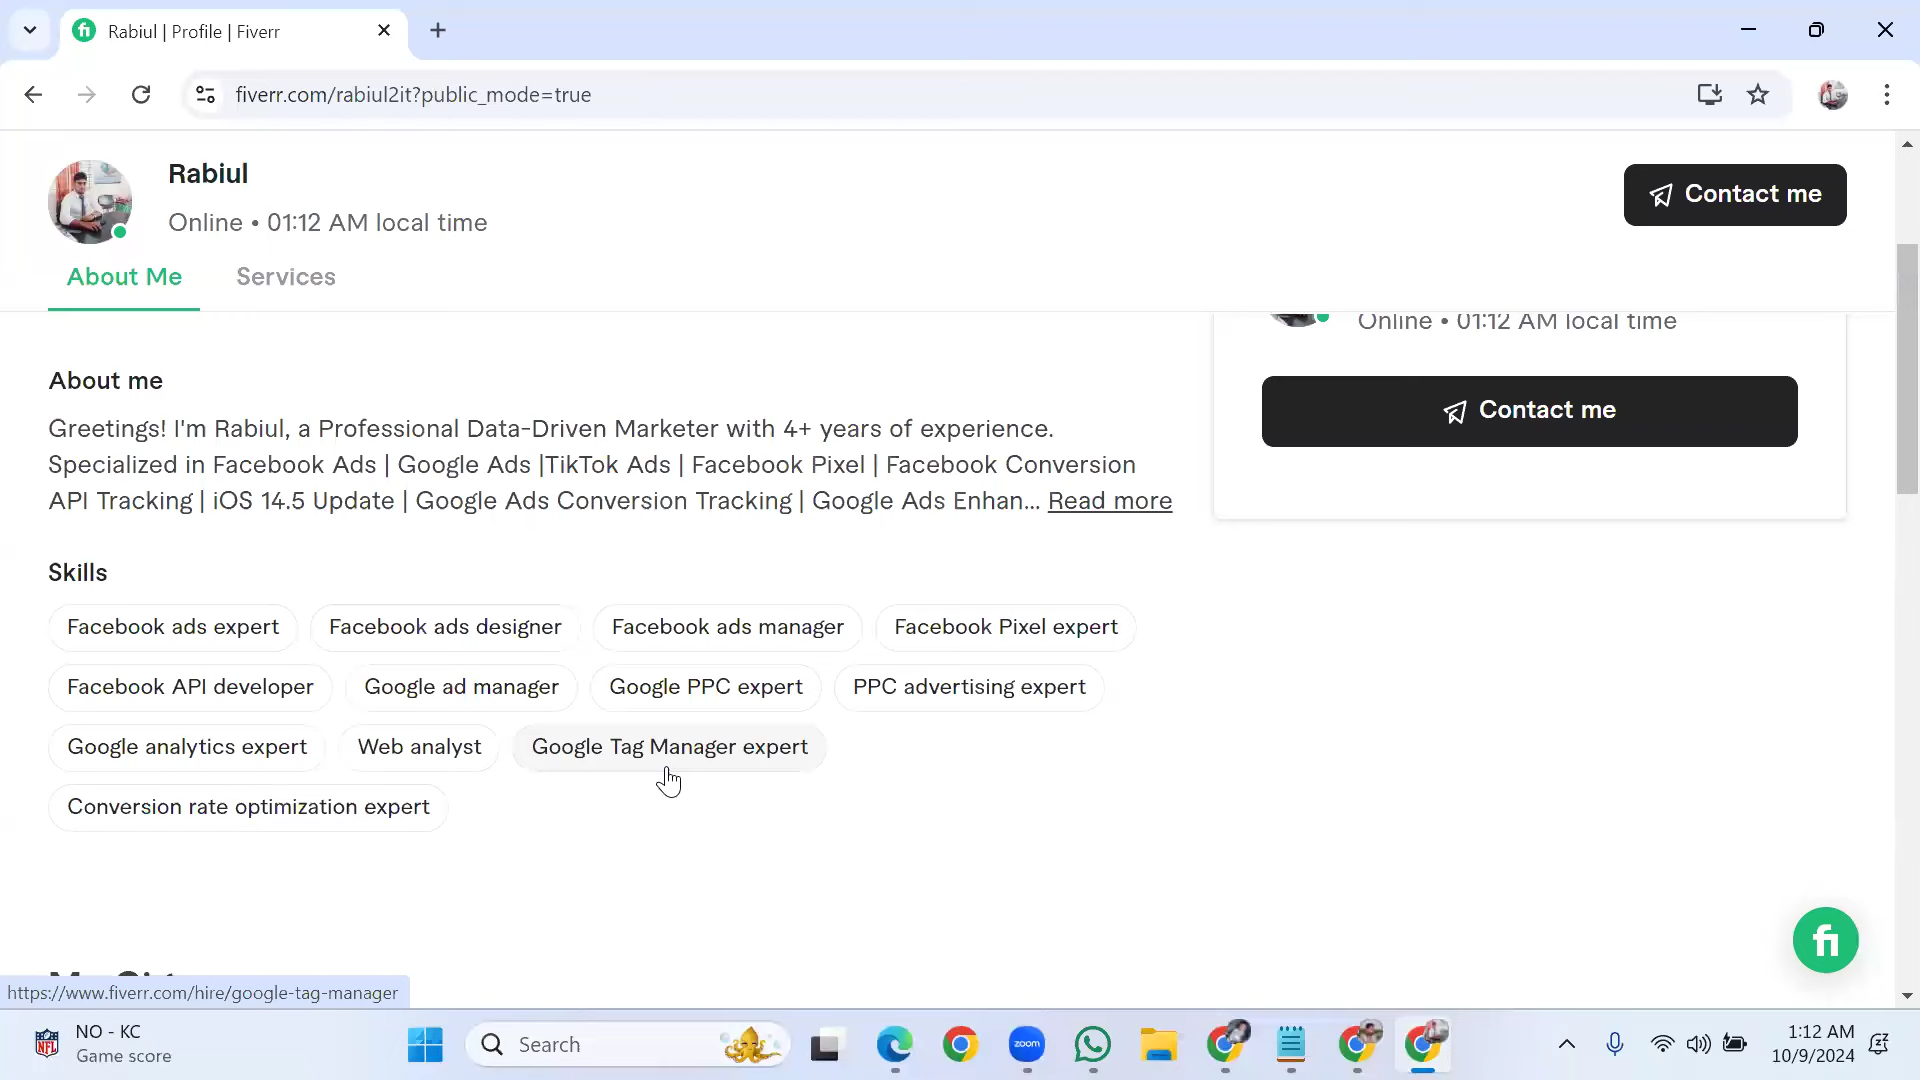 Rabiul | Profile | Fiverr
fiverr.com/rabiul2it?public_mode=true
Rabiul
Online • 01:12 AM local time
Contact me
About Me
Services
Online • 01:12 AM local time
Contact me
About me
Greetings! I'm Rabiul, a Professional Data-Driven Marketer with 4+ years of experience.
Specialized in Facebook Ads | Google Ads |TikTok Ads | Facebook Pixel | Facebook Conversion
API Tracking | iOS 14.5 Update | Google Ads Conversion Tracking | Google Ads Enhan... Read more
Skills
Facebook ads expert
Facebook ads designer
Facebook ads manager
Facebook Pixel expert
Facebook API developer
Google ad manager
Google PPC expert
PPC advertising expert
Google analytics expert
Web analyst
Google Tag Manager expert
Conversion rate optimization expert
fi
https://www.fiverr.com/hire/google-tag-manager
NFL
NO - KC
Game score
Search
zoom
1:12 AM
10/9/2024